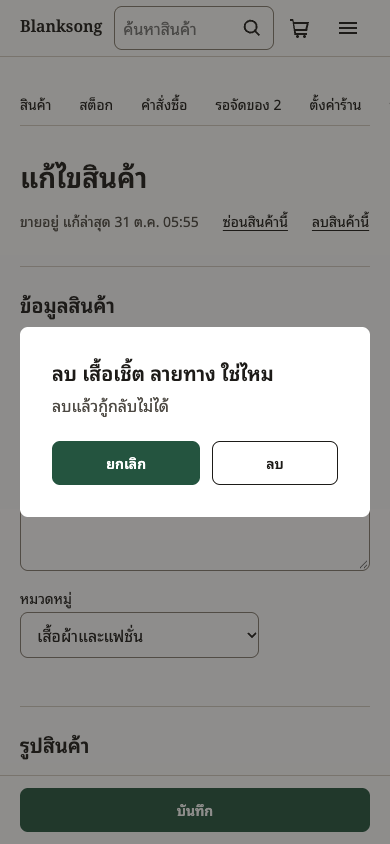 Blanksong
ค้นหาสินค้า
สินค้า สต็อก คำสั่งซื้อ รอจัดของ 2 ตั้งค่าร้าน
แก้ไขสินค้า
ขายอยู่ แก้ล่าสุด 31 ต.ค. 05:55 ซ่อนสินค้านี้ ลบสินค้านี้
ข้อมูลสินค้า
ลบ เสื้อเชิ้ต ลายทาง ใช่ไหม
ลบแล้วกู้กลับไม่ได้
ยกเลิก ลบ
หมวดหมู่
เสื้อผ้าและแฟชั่น
รูปสินค้า
บันทึก